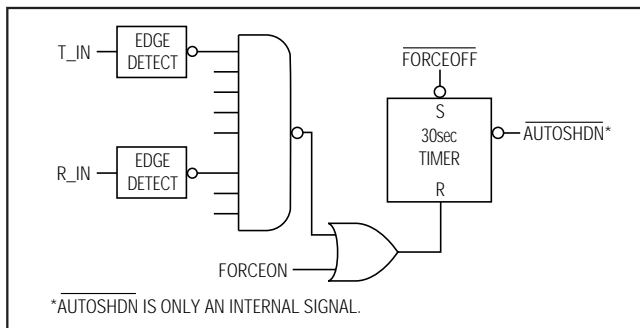 T_IN
EDGE
DETECT
R_IN
EDGE
DETECT
FORCEON
FORCEOFF
S
30sec
TIMER
R
AUTOSHDN*
*AUTOSHDN IS ONLY AN INTERNAL SIGNAL.